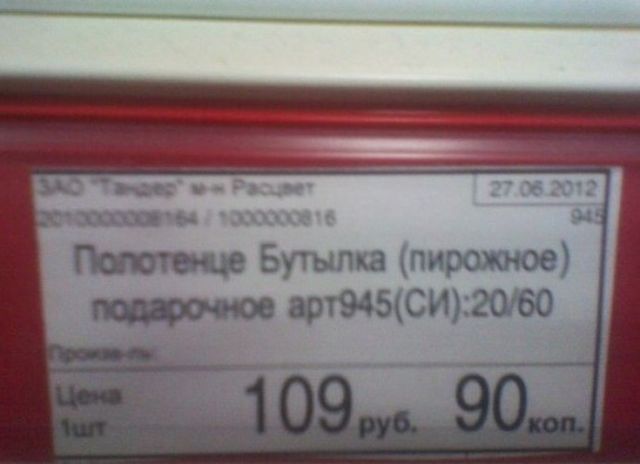 ЗАО "Тандер" м-н Расцвет 27.06.2012
2010000008164 / 1000000816 945
Полотенце Бутылка (пирожное)
подарочное арт945(СИ):20/60
Произв-ль:
Цена 109 руб. 90 коп.
1шт